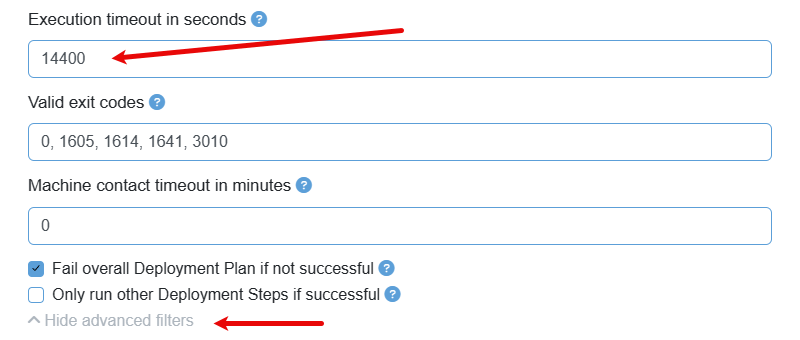 Execution timeout in seconds ?
14400
Valid exit codes ?
0, 1605, 1614, 1641, 3010
Machine contact timeout in minutes ?
0
Fail overall Deployment Plan if not successful ?
Only run other Deployment Steps if successful ?
Hide advanced filters